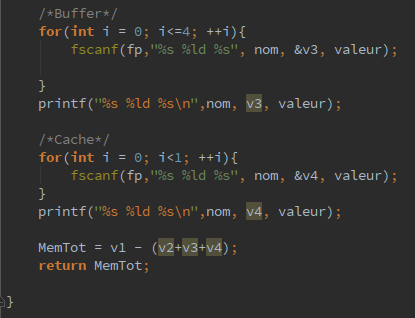 /*Buffer*/
for(int i = 0; i<=4; ++i){
fscanf(fp,"%s %ld %s", nom, &v3, valeur);
}
printf("%s %ld %s\n",nom, v3, valeur);
/*Cache*/
for(int i = 0; i<1; ++i){
fscanf(fp,"%s %ld %s", nom, &v4, valeur);
}
printf("%s %ld %s\n",nom, v4, valeur);
MemTot = v1 - (v2+v3+v4);
return MemTot;
}